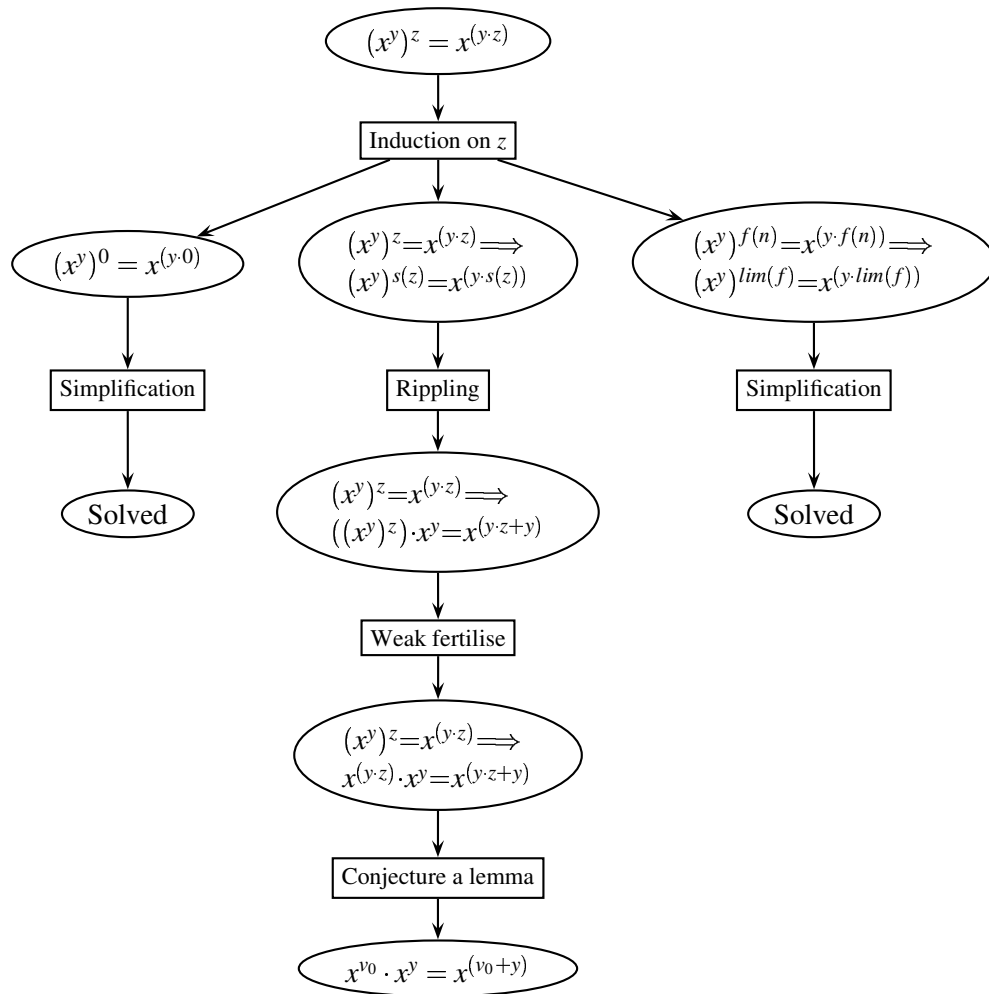 (x^y)^z = x^(y·z)
Induction on z
(x^y)^0 = x^(y·0)
(x^y)^z=x^(y·z)⟹
(x^y)^s(z)=x^(y·s(z))
(x^y)^f(n)=x^(y·f(n))⟹
(x^y)^lim(f)=x^(y·lim(f))
Simplification
Rippling
Simplification
Solved
(x^y)^z=x^(y·z)⟹
((x^y)^z)·x^y=x^(y·z+y)
Solved
Weak fertilise
(x^y)^z=x^(y·z)⟹
x^(y·z)·x^y=x^(y·z+y)
Conjecture a lemma
x^v₀ · x^y = x^(v₀+y)